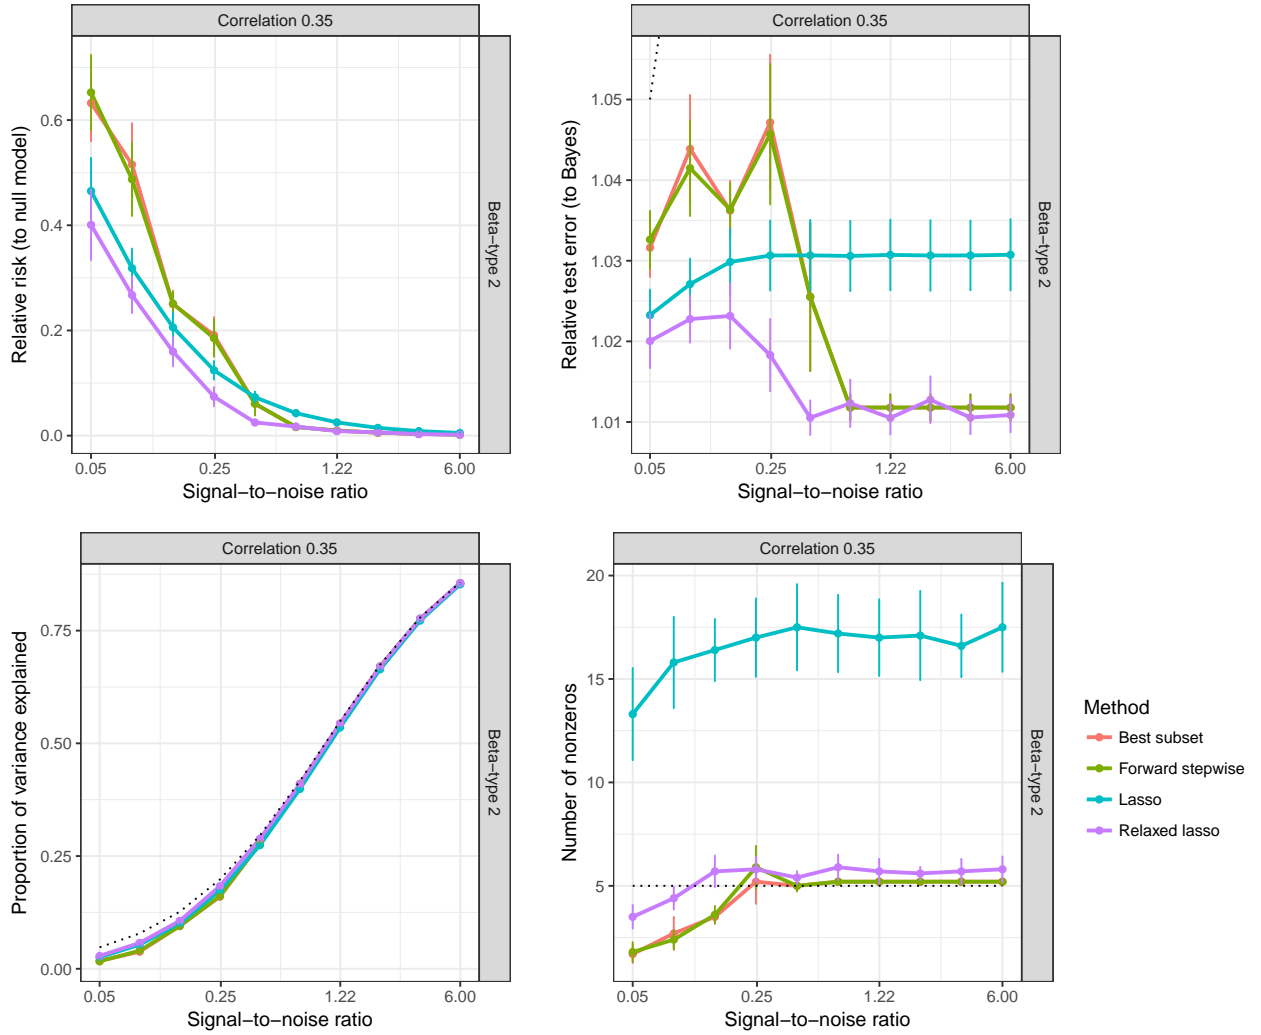 Correlation 0.35
Beta−type 2
Relative risk (to null model)
0.6
0.4
0.2
0.0
0.05
0.25
1.22
6.00
Signal−to−noise ratio
Correlation 0.35
Beta−type 2
Relative test error (to Bayes)
1.05
1.04
1.03
1.02
1.01
0.05
0.25
1.22
6.00
Signal−to−noise ratio
Correlation 0.35
Beta−type 2
Proportion of variance explained
0.75
0.50
0.25
0.00
0.05
0.25
1.22
6.00
Signal−to−noise ratio
Correlation 0.35
Beta−type 2
Number of nonzeros
20
15
10
5
0.05
0.25
1.22
6.00
Signal−to−noise ratio
Method
Best subset
Forward stepwise
Lasso
Relaxed lasso